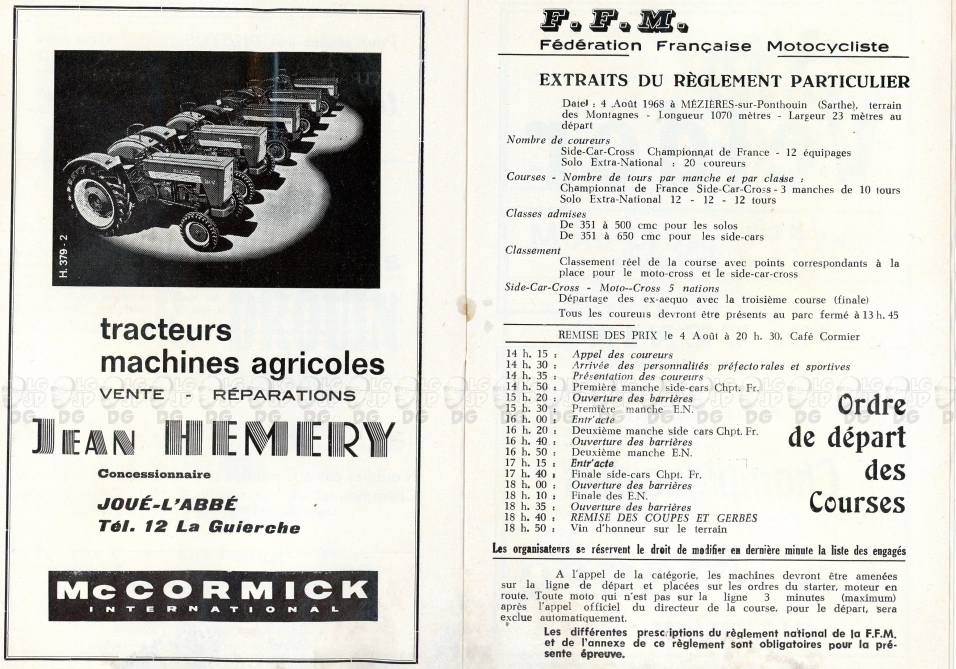 H. 379 - 2
tracteurs
machines agricoles
VENTE - RÉPARATIONS
JEAN HEMERY
Concessionnaire
JOUÉ-L'ABBÉ
Tél. 12 La Guierche
McCORMICK
INTERNATIONAL
F.F.M.
Fédération Française Motocycliste
EXTRAITS DU RÈGLEMENT PARTICULIER
Date : 4 Août 1968 à MÉZIÈRES-sur-Ponthouin (Sarthe), terrain
des Montagnes - Longueur 1070 mètres - Largeur 23 mètres au
départ
Nombre de coureurs
Side-Car-Cross Championnat de France - 12 équipages
Solo Extra-National : 20 coureurs
Courses - Nombre de tours par manche et par classe :
Championnat de France Side-Car-Cross - 3 manches de 10 tours
Solo Extra-National 12 - 12 - 12 tours
Classes admises
De 351 à 500 cmc pour les solos
De 351 à 650 cmc pour les side-cars
Classement
Classement réel de la course avec points correspondants à la
place pour le moto-cross et le side-car-cross
Side-Car-Cross - Moto--Cross 5 nations
Départage des ex-aequo avec la troisième course (finale)
Tous les coureurs devront être présents au parc fermé à 13 h. 45
REMISE DES PRIX le 4 Août à 20 h. 30, Café Cormier
14 h. 15 : Appel des coureurs
14 h. 30 : Arrivée des personnalités préfectorales et sportives
14 h. 35 : Présentation des coureurs
14 h. 50 : Première manche side-cars Chpt. Fr.
15 h. 20 : Ouverture des barrières
15 h. 30 : Première manche E.N.
16 h. 00 : Entr'acte
16 h. 20 : Deuxième manche side cars Chpt. Fr.
16 h. 40 : Ouverture des barrières
16 h. 50 : Deuxième manche E.N.
17 h. 15 : Entr'acte
17 h. 40 : Finale side-cars Chpt. Fr.
18 h. 00 : Ouverture des barrières
18 h. 10 : Finale des E.N.
18 h. 35 : Ouverture des barrières
18 h. 40 : REMISE DES COUPES ET GERBES
18 h. 50 : Vin d'honneur sur le terrain
Ordre
de départ
des
Courses
Les organisateurs se réservent le droit de modifier en dernière minute la liste des engagés
A l'appel de la catégorie, les machines devront être amenées
sur la ligne de départ et placées sur les ordres du starter, moteur en
route. Toute moto qui n'est pas sur la ligne 3 minutes (maximum)
après l'appel officiel du directeur de la course, pour le départ, sera
exclue automatiquement.
Les différentes prescriptions du règlement national de la F.F.M.
et de l'annexe de ce règlement sont obligatoires pour la pré-
sente épreuve.